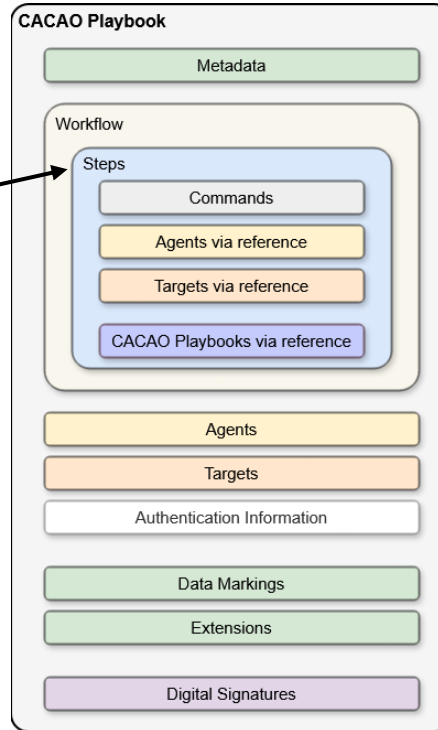 CACAO Playbook
Metadata
Workflow
Steps
Commands
Agents via reference
Targets via reference
CACAO Playbooks via reference
Agents
Targets
Authentication Information
Data Markings
Extensions
Digital Signatures